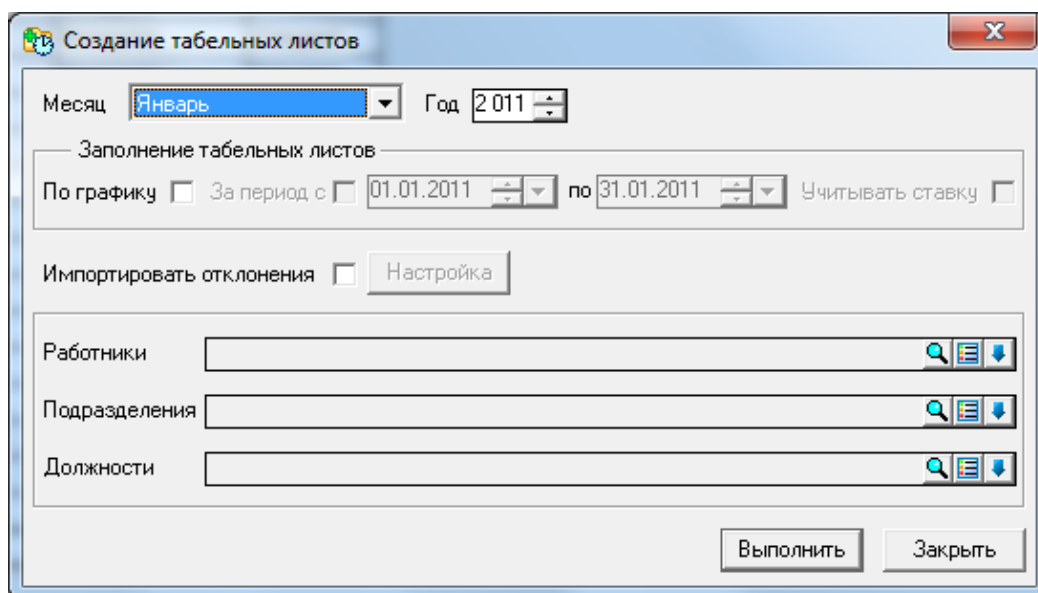 Создание табельных листов
Месяц Январь Год 2 011
Заполнение табельных листов
По графику За период с 01.01.2011 по 31.01.2011 Учитывать ставку
Импортировать отклонения Настройка
Работники
Подразделения
Должности
Выполнить Закрыть